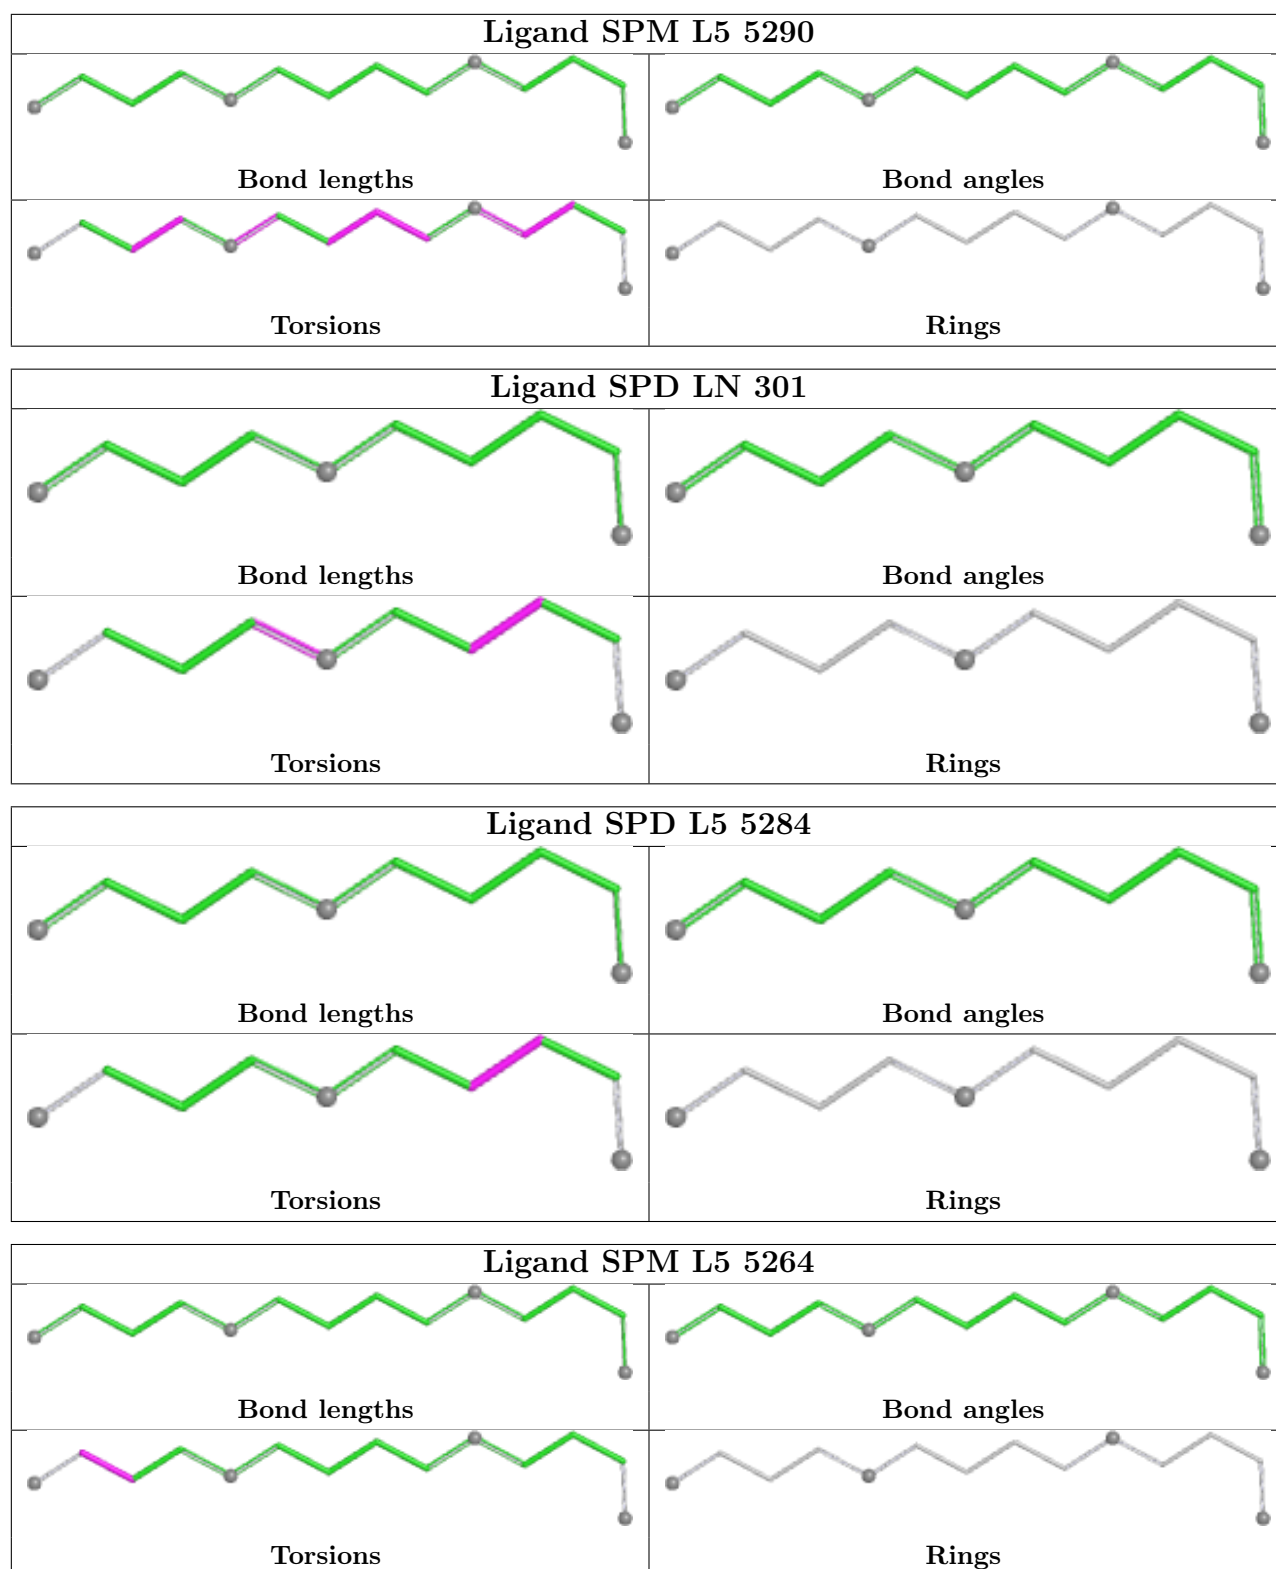 Ligand SPM L5 5290
Bond lengths
Bond angles
Torsions
Rings
Ligand SPD LN 301
Bond lengths
Bond angles
Torsions
Rings
Ligand SPD L5 5284
Bond lengths
Bond angles
Torsions
Rings
Ligand SPM L5 5264
Bond lengths
Bond angles
Torsions
Rings